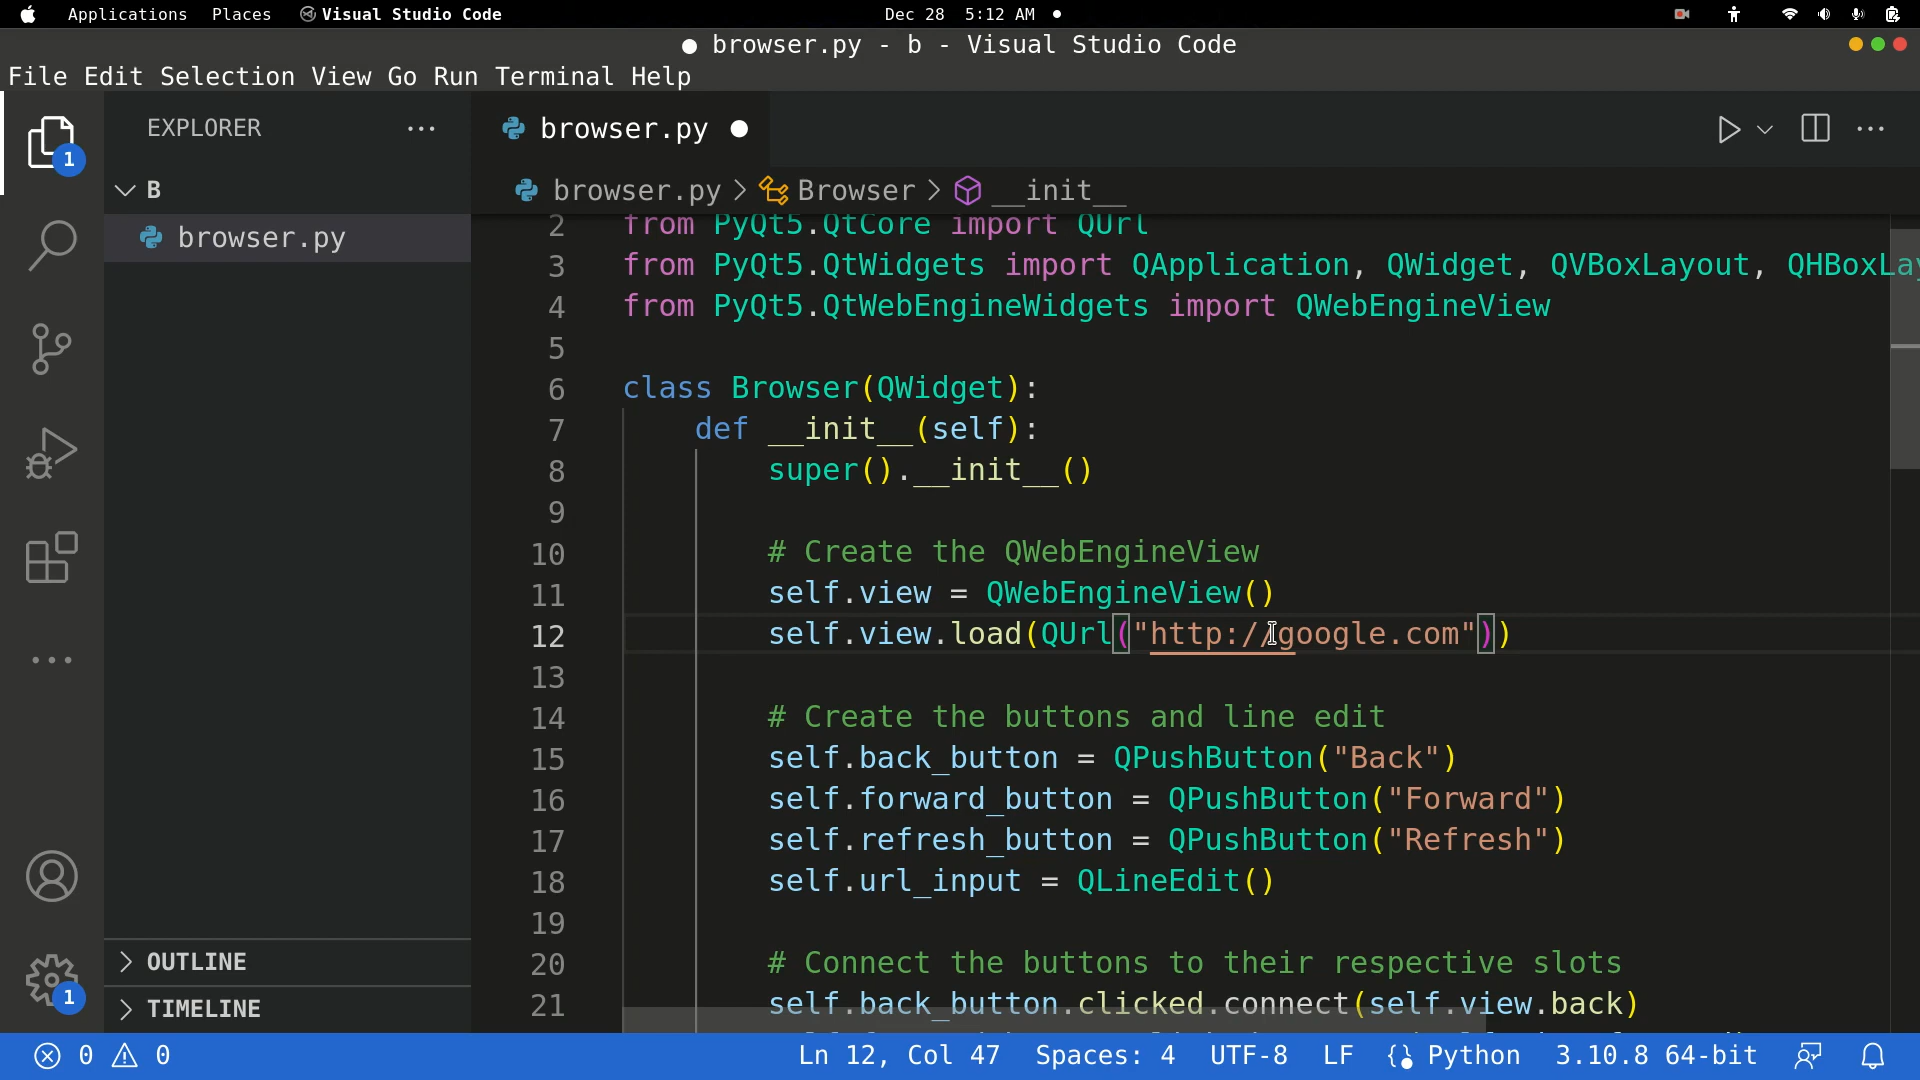 Applications Places Visual Studio Code Dec 28 5:12 AM
browser.py - b - Visual Studio Code
File Edit Selection View Go Run Terminal Help
EXPLORER
1
B
browser.py
OUTLINE
TIMELINE
1
browser.py
browser.py > Browser > __init__
2 from PyQt5.QtCore import QUrl
3 from PyQt5.QtWidgets import QApplication, QWidget, QVBoxLayout, QHBoxLay
4 from PyQt5.QtWebEngineWidgets import QWebEngineView
5
6 class Browser(QWidget):
7 def __init__(self):
8 super().__init__()
9
10 # Create the QWebEngineView
11 self.view = QWebEngineView()
12 self.view.load(QUrl("http://google.com"))
13
14 # Create the buttons and line edit
15 self.back_button = QPushButton("Back")
16 self.forward_button = QPushButton("Forward")
17 self.refresh_button = QPushButton("Refresh")
18 self.url_input = QLineEdit()
19
20 # Connect the buttons to their respective slots
21 self.back_button.clicked.connect(self.view.back)
0 0 Ln 12, Col 47 Spaces: 4 UTF-8 LF Python 3.10.8 64-bit